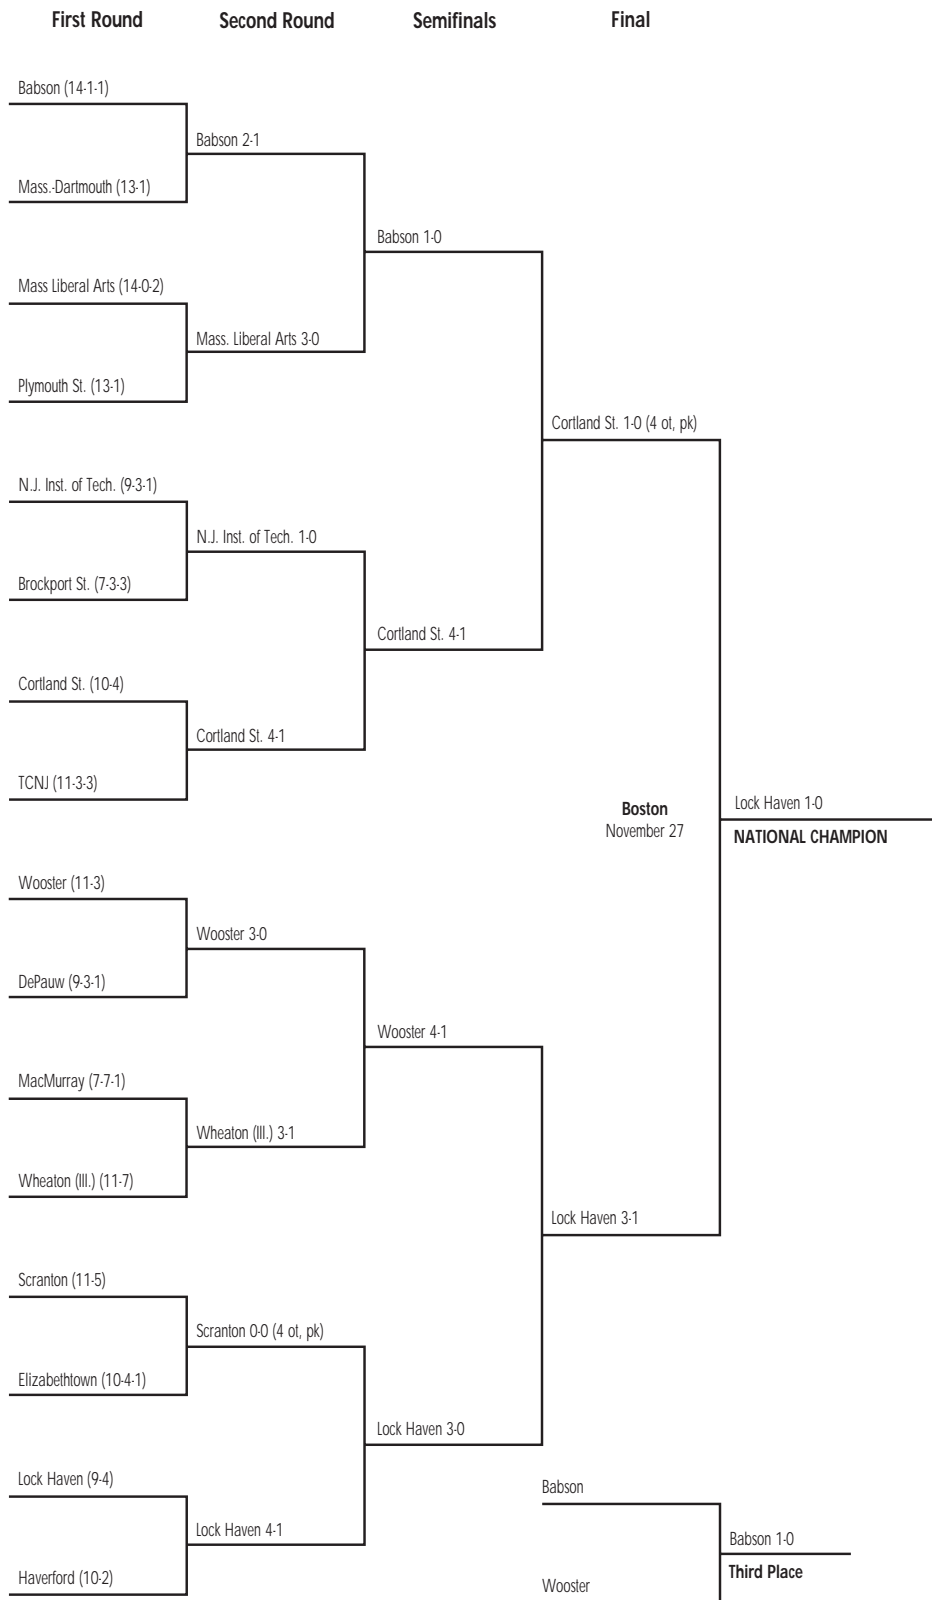 First Round
Second Round
Semifinals
Final
Babson (14-1-1)
Babson 2-1
Mass.-Dartmouth (13-1)
Babson 1-0
Mass Liberal Arts (14-0-2)
Mass. Liberal Arts 3-0
Plymouth St. (13-1)
Cortland St. 1-0 (4 ot, pk)
N.J. Inst. of Tech. (9-3-1)
N.J. Inst. of Tech. 1-0
Brockport St. (7-3-3)
Cortland St. 4-1
Cortland St. (10-4)
Cortland St. 4-1
TCNJ (11-3-3)
Boston
November 27
Lock Haven 1-0
NATIONAL CHAMPION
Wooster (11-3)
Wooster 3-0
DePauw (9-3-1)
Wooster 4-1
MacMurray (7-7-1)
Wheaton (Ill.) 3-1
Wheaton (Ill.) (11-7)
Lock Haven 3-1
Scranton (11-5)
Scranton 0-0 (4 ot, pk)
Elizabethtown (10-4-1)
Lock Haven 3-0
Lock Haven (9-4)
Lock Haven 4-1
Haverford (10-2)
Babson
Babson 1-0
Third Place
Wooster